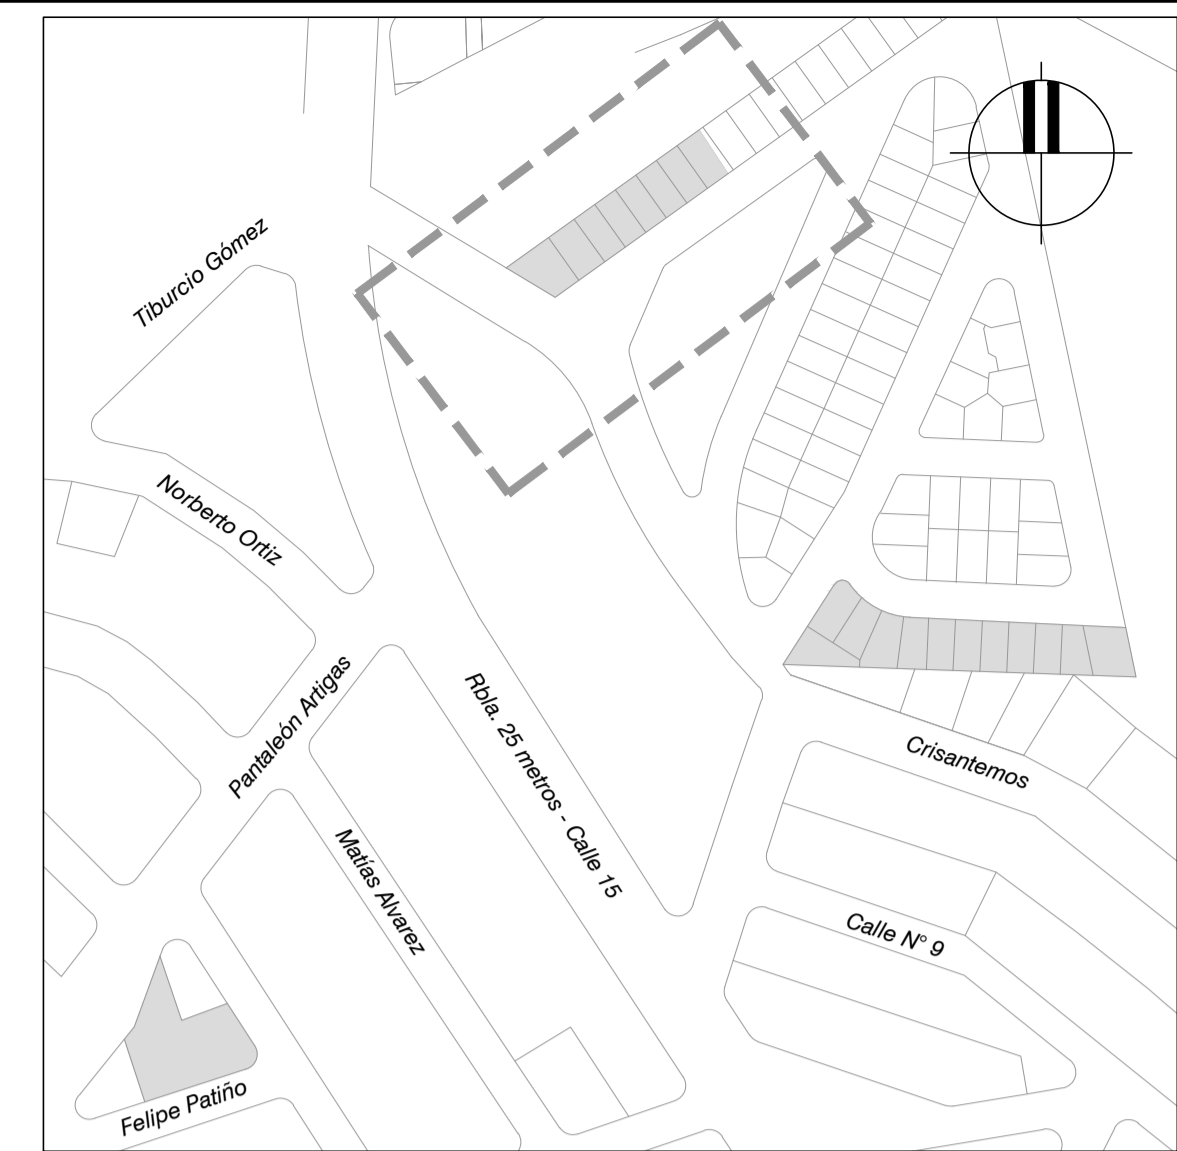 Tiburcio Gómez
Norberto Ortiz
Pantaleón Artigas
Rbla. 25 metros - Calle 15
Crisantemos
Matías Alvarez
Calle N° 9
Felipe Patiño